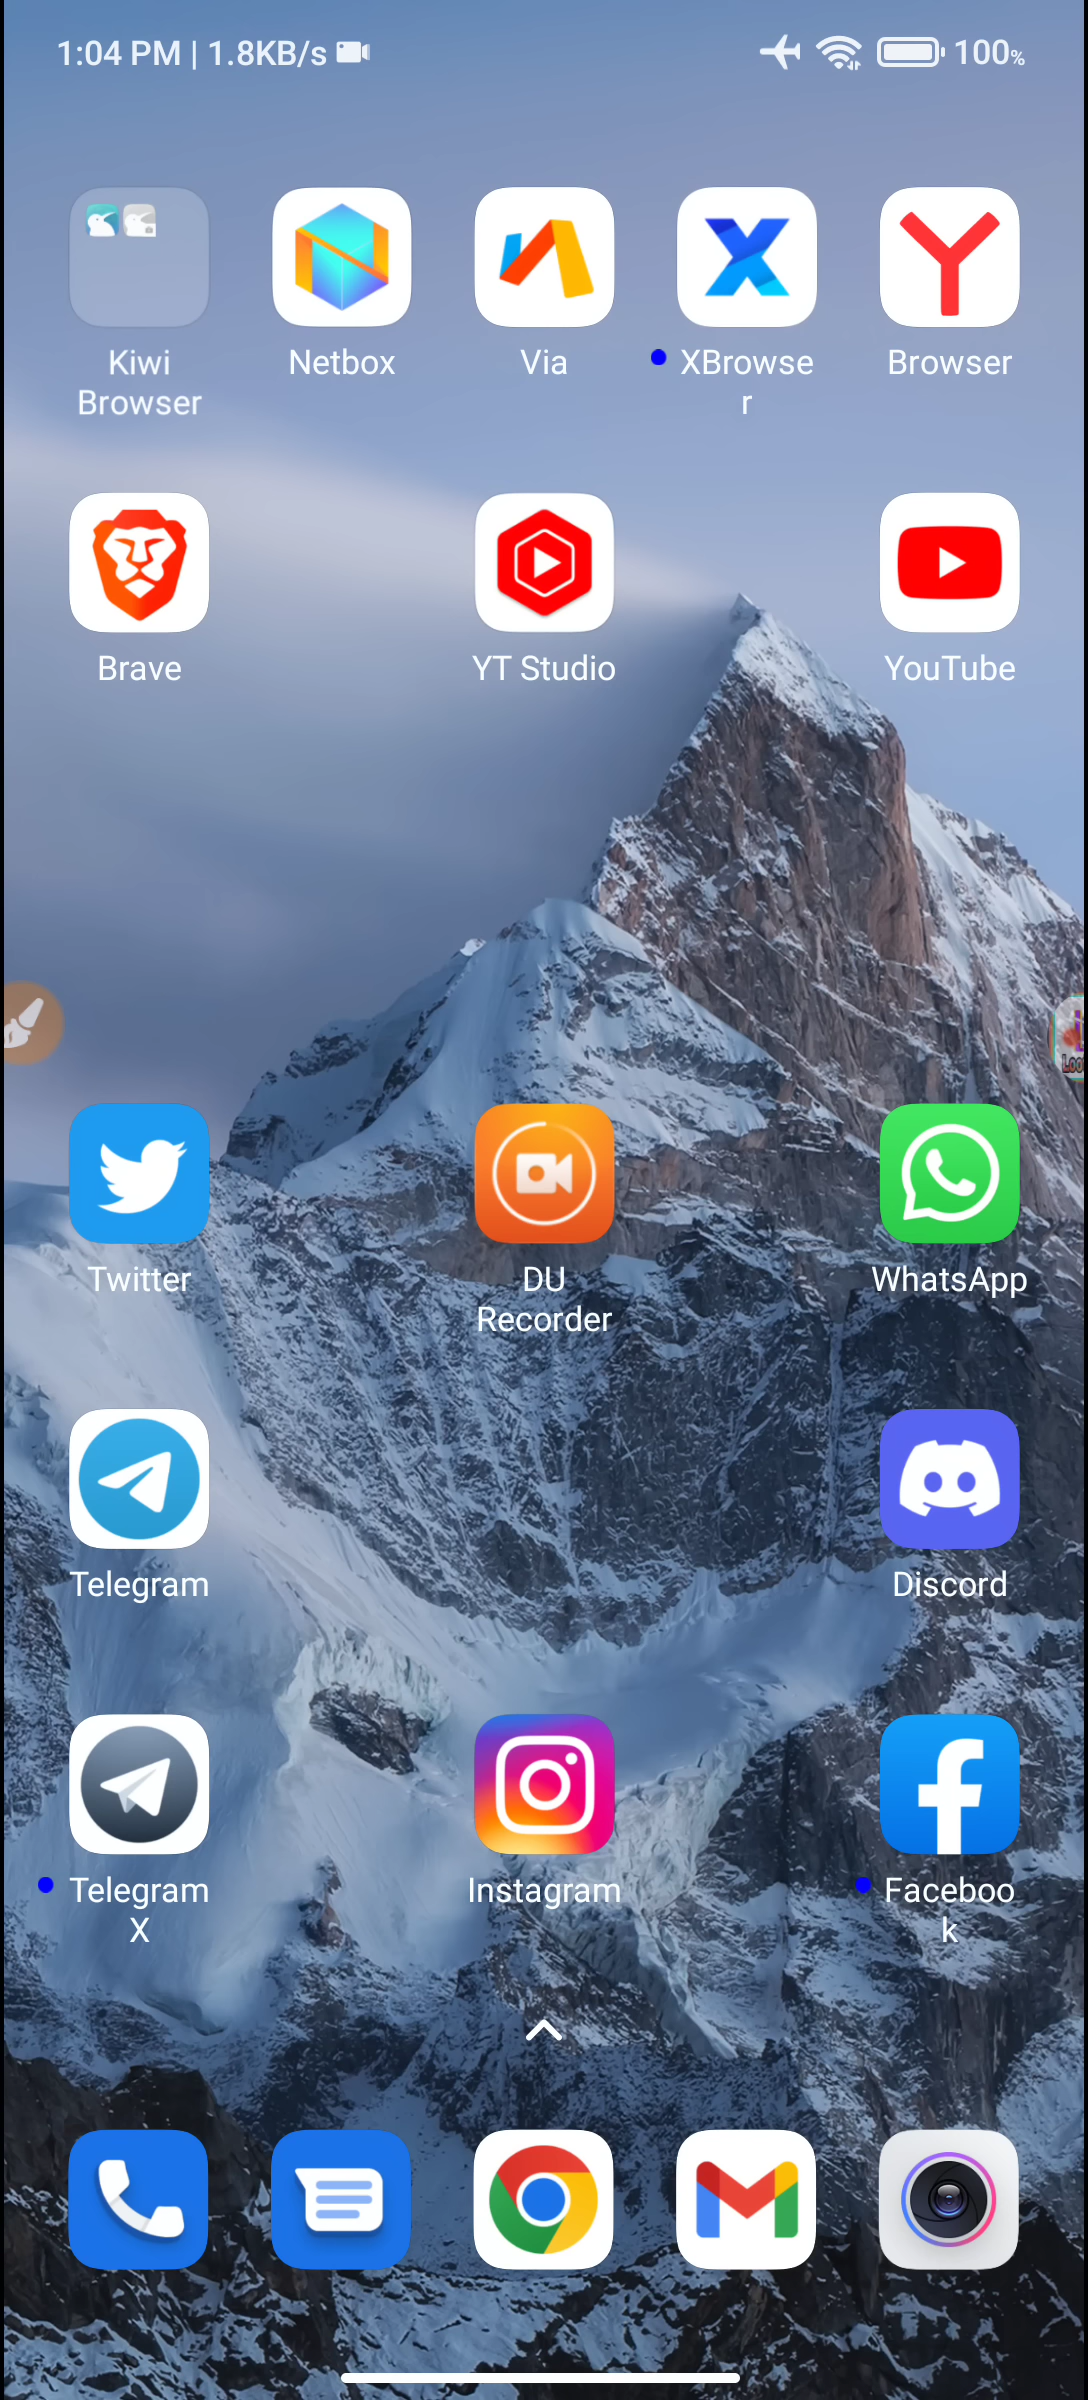 1:04 PM | 1.8KB/s 100%
Kiwi
Browser
Netbox
Via
XBrowse
r
Browser
Brave
YT Studio
YouTube
Twitter
DU
Recorder
WhatsApp
Telegram
Discord
Telegram
X
Instagram
Faceboo
k